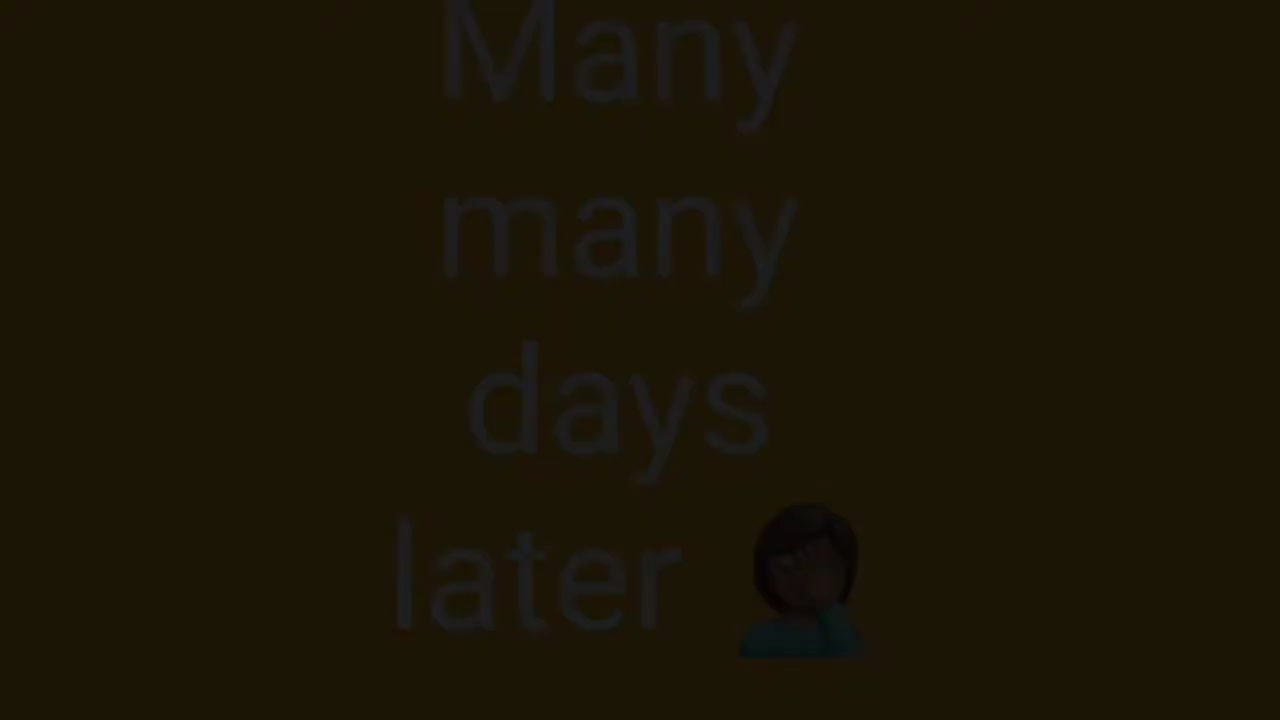 Many
many
days
later 🤦🏾‍♀️